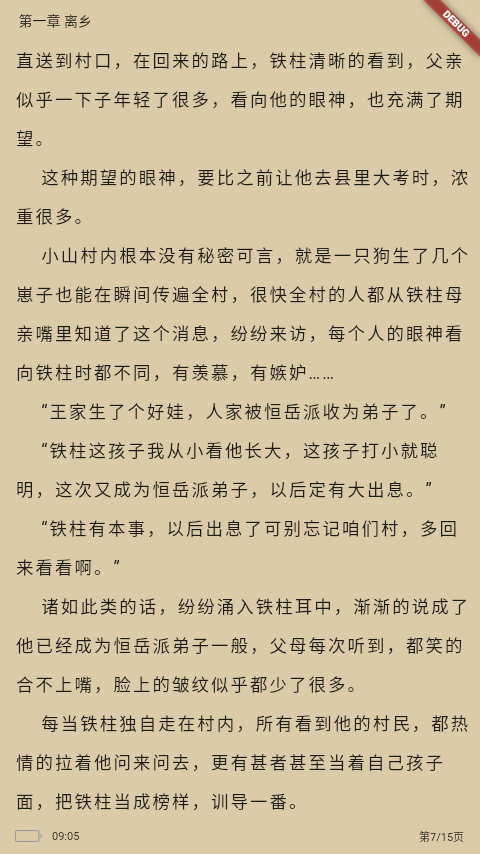 第一章 离乡
DEBUG
直送到村口，在回来的路上，铁柱清晰的看到，父亲
似乎一下子年轻了很多，看向他的眼神，也充满了期
望。
这种期望的眼神，要比之前让他去县里大考时，浓
重很多。
小山村内根本没有秘密可言，就是一只狗生了几个
崽子也能在瞬间传遍全村，很快全村的人都从铁柱母
亲嘴里知道了这个消息，纷纷来访，每个人的眼神看
向铁柱时都不同，有羡慕，有嫉妒……
“王家生了个好娃，人家被恒岳派收为弟子了。”
“铁柱这孩子我从小看他长大，这孩子打小就聪
明，这次又成为恒岳派弟子，以后定有大出息。”
“铁柱有本事，以后出息了可别忘记咱们村，多回
来看看啊。”
诸如此类的话，纷纷涌入铁柱耳中，渐渐的说成了
他已经成为恒岳派弟子一般，父母每次听到，都笑的
合不上嘴，脸上的皱纹似乎都少了很多。
每当铁柱独自走在村内，所有看到他的村民，都热
情的拉着他问来问去，更有甚者甚至当着自己孩子
面，把铁柱当成榜样，训导一番。
09:05
第7/15页